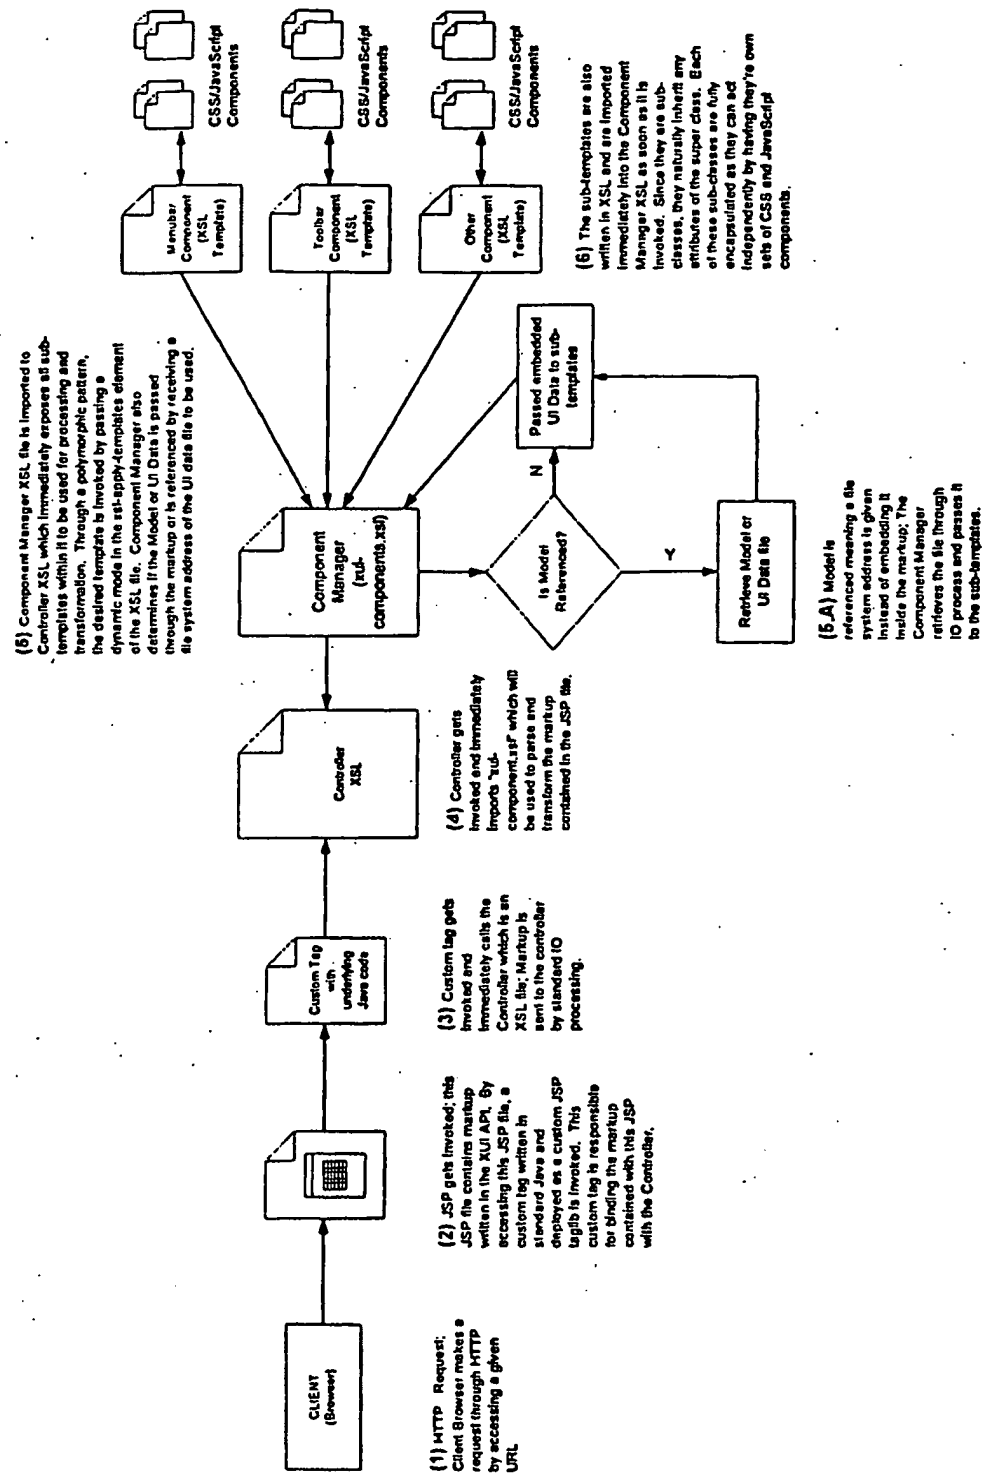 CLIENT
(Browser)
(1) HTTP Request;
Client Browser makes a
request through HTTP
by accessing a given
URL
(2) JSP gets invoked; this
JSP file contains markup
written in the XUI API. By
accessing this JSP file, a
custom tag written in
standard Java and
deployed as a custom JSP
taglib is invoked. This
custom tag is responsible
for binding the markup
contained with this JSP
with the Controller.
Custom Tag
with
underlying
Java code
(3) Custom tag gets
invoked and
immediately calls the
Controller which is an
XSL file; Markup is
sent to the controller
by standard IO
processing.
Controller
XSL
(4) Controller gets
invoked and immediately
imports "xul-
component.xsl" which will
be used to parse and
transform the markup
contained in the JSP file.
(5) Component Manager XSL file is imported to
Controller XSL which immediately exposes all sub-
templates within it to be used for processing and
transformation. Through a polymorphic pattern,
the desired template is invoked by passing a
dynamic mode in the xsl-apply-templates element
of the XSL file. Component Manager also
determines if the Model or UI Data is passed
through the markup or is referenced by receiving a
file system address of the UI data file to be used.
Component
Manager
(xul-
components.xsl)
Is Model
Referenced?
N
Y
Passed embedded
UI Data to sub-
templates
Retrieve Model or
UI Data file
(5.A) Model is
referenced meaning a file
system address is given
instead of embedding it
inside the markup; The
Component Manager
retrieves the file through
IO process and passes it
to the sub-templates.
Menubar
Component
(XSL
Template)
CSS/JavaScript
Components
Toolbar
Component
(XSL
Template)
CSS/JavaScript
Components
Other
Component
(XSL
Template)
CSS/JavaScript
Components
(6) The sub-templates are also
written in XSL and are imported
immediately into the Component
Manager XSL as soon as it is
invoked. Since they are sub-
classes, they naturally inherit any
attributes of the super class. Each
of these sub-classes are fully
encapsulated as they can act
independently by having they're own
sets of CSS and JavaScript
components.